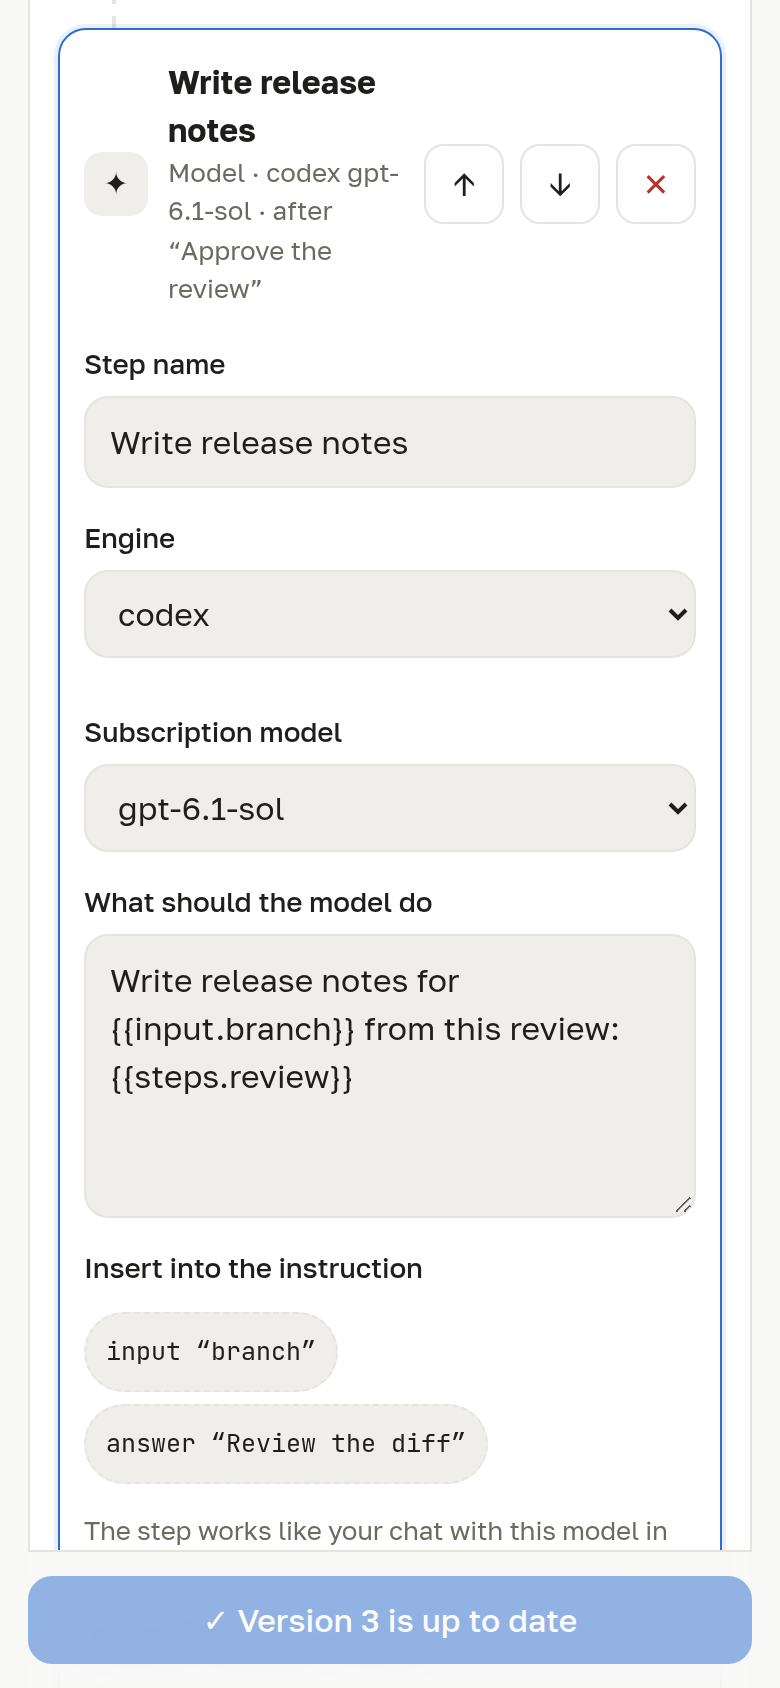 Write release
notes
Model · codex gpt-
6.1-sol · after
“Approve the
review”
Step name
Write release notes
Engine
codex
Subscription model
gpt-6.1-sol
What should the model do
Write release notes for
{{input.branch}} from this review:
{{steps.review}}
Insert into the instruction
input “branch”
answer “Review the diff”
The step works like your chat with this model in
✓ Version 3 is up to date